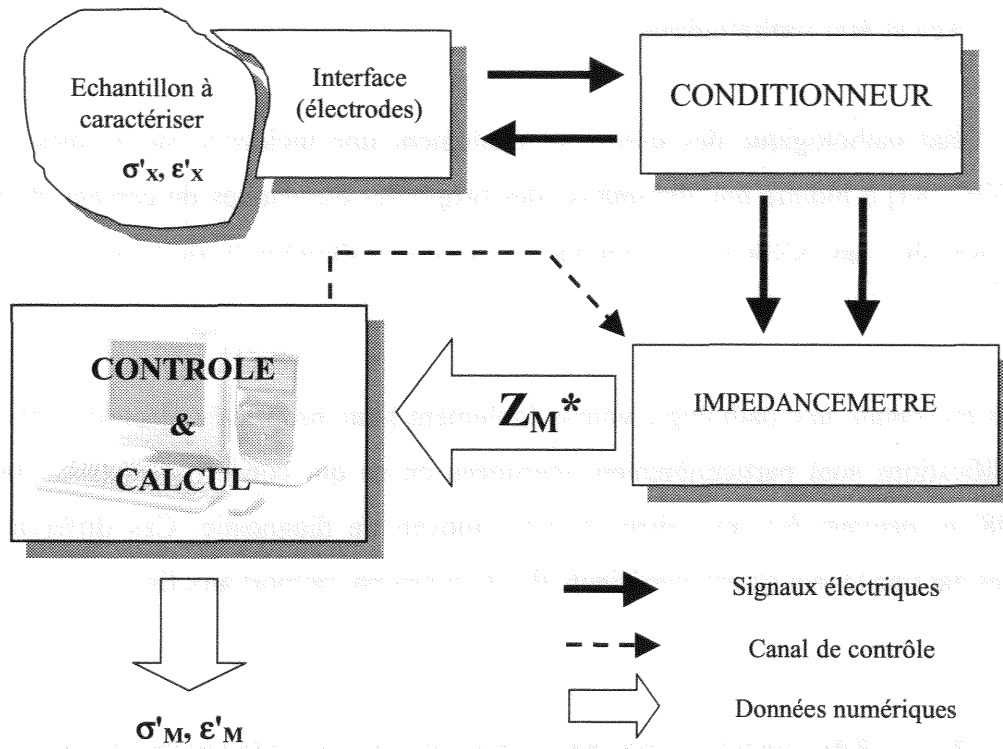 Echantillon à
caractériser
σ'X, ε'X
Interface
(électrodes)
CONDITIONNEUR
CONTROLE
&
CALCUL
ZM*
IMPEDANCEMETRE
Signaux électriques
Canal de contrôle
Données numériques
σ'M, ε'M